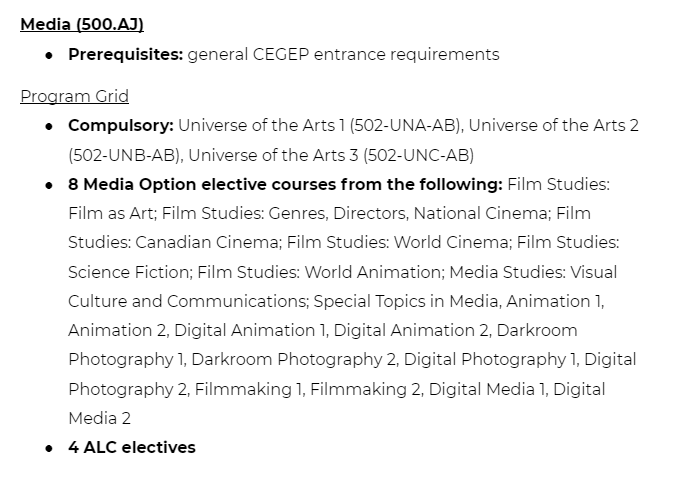 Media (500.AJ)
● Prerequisites: general CEGEP entrance requirements
Program Grid
● Compulsory: Universe of the Arts 1 (502-UNA-AB), Universe of the Arts 2
(502-UNB-AB), Universe of the Arts 3 (502-UNC-AB)
● 8 Media Option elective courses from the following: Film Studies:
Film as Art; Film Studies: Genres, Directors, National Cinema; Film
Studies: Canadian Cinema; Film Studies: World Cinema; Film Studies:
Science Fiction; Film Studies: World Animation; Media Studies: Visual
Culture and Communications; Special Topics in Media, Animation 1,
Animation 2, Digital Animation 1, Digital Animation 2, Darkroom
Photography 1, Darkroom Photography 2, Digital Photography 1, Digital
Photography 2, Filmmaking 1, Filmmaking 2, Digital Media 1, Digital
Media 2
● 4 ALC electives